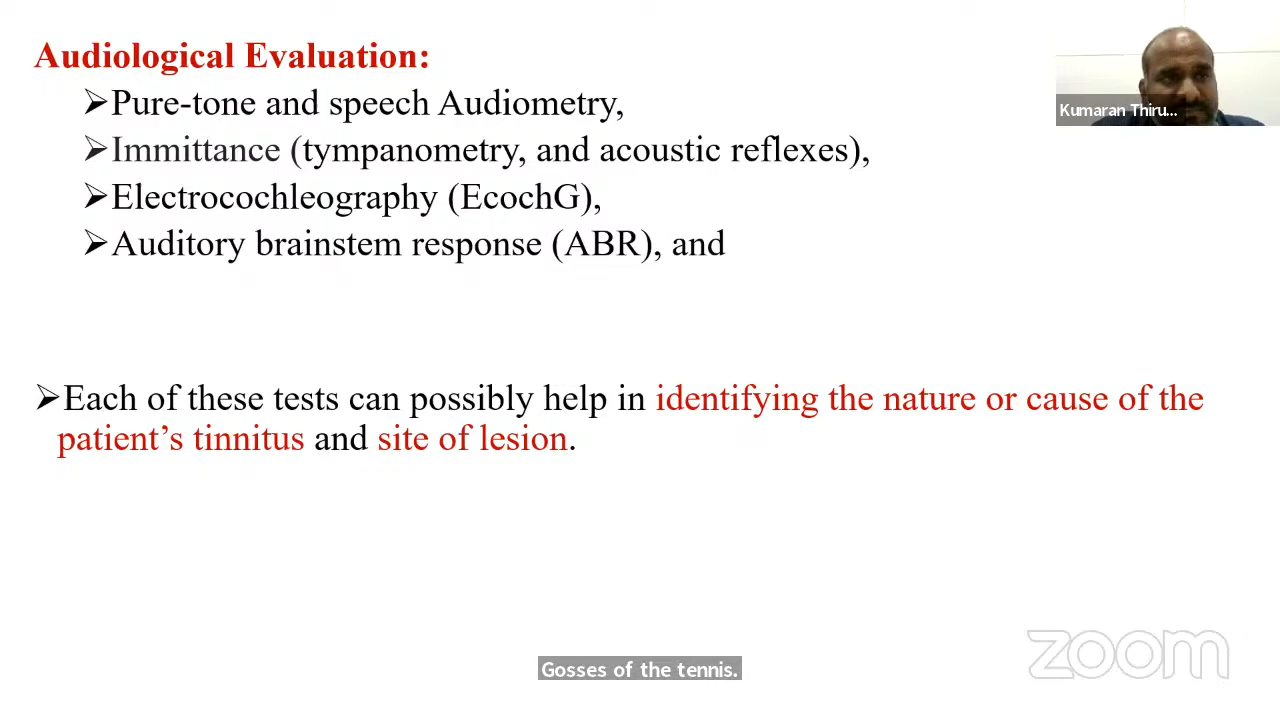 Audiological Evaluation:
➢Pure-tone and speech Audiometry,
➢Immittance (tympanometry, and acoustic reflexes),
➢Electrocochleography (EcochG),
➢Auditory brainstem response (ABR), and
➢Each of these tests can possibly help in identifying the nature or cause of the
patient’s tinnitus and site of lesion.
Kumaran Thiru...
Gosses of the tennis.
zoom